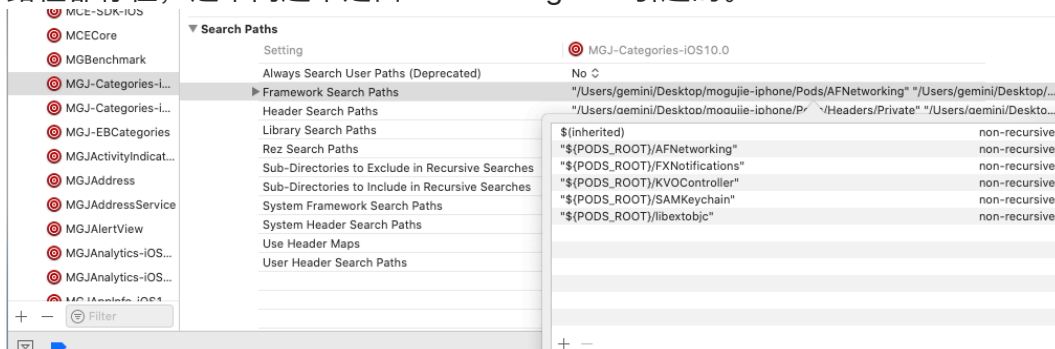 MCE-SDK-iOS
MCECore
MGBenchmark
MGJ-Categories-i...
MGJ-Categories-i...
MGJ-EBCategories
MGJActivityIndicat...
MGJAddress
MGJAddressService
MGJAlertView
MGJAnalytics-iOS...
MGJAnalytics-iOS...
Filter
Search Paths
Setting
MGJ-Categories-iOS10.0
Always Search User Paths (Deprecated)
No
Framework Search Paths
"/Users/gemini/Desktop/mogujie-iphone/Pods/AFNetworking" "/Users/gemini/Desktop/...
Header Search Paths
"/Users/gemini/Desktop/mogujie-iphone/Pods/Headers/Private" "/Users/gemini/Deskto...
Library Search Paths
Rez Search Paths
Sub-Directories to Exclude in Recursive Searches
Sub-Directories to Include in Recursive Searches
System Framework Search Paths
System Header Search Paths
Use Header Maps
User Header Search Paths
$(inherited) non-recursive
"${PODS_ROOT}/AFNetworking" non-recursive
"${PODS_ROOT}/FXNotifications" non-recursive
"${PODS_ROOT}/KVOController" non-recursive
"${PODS_ROOT}/SAMKeychain" non-recursive
"${PODS_ROOT}/libextobjc" non-recursive